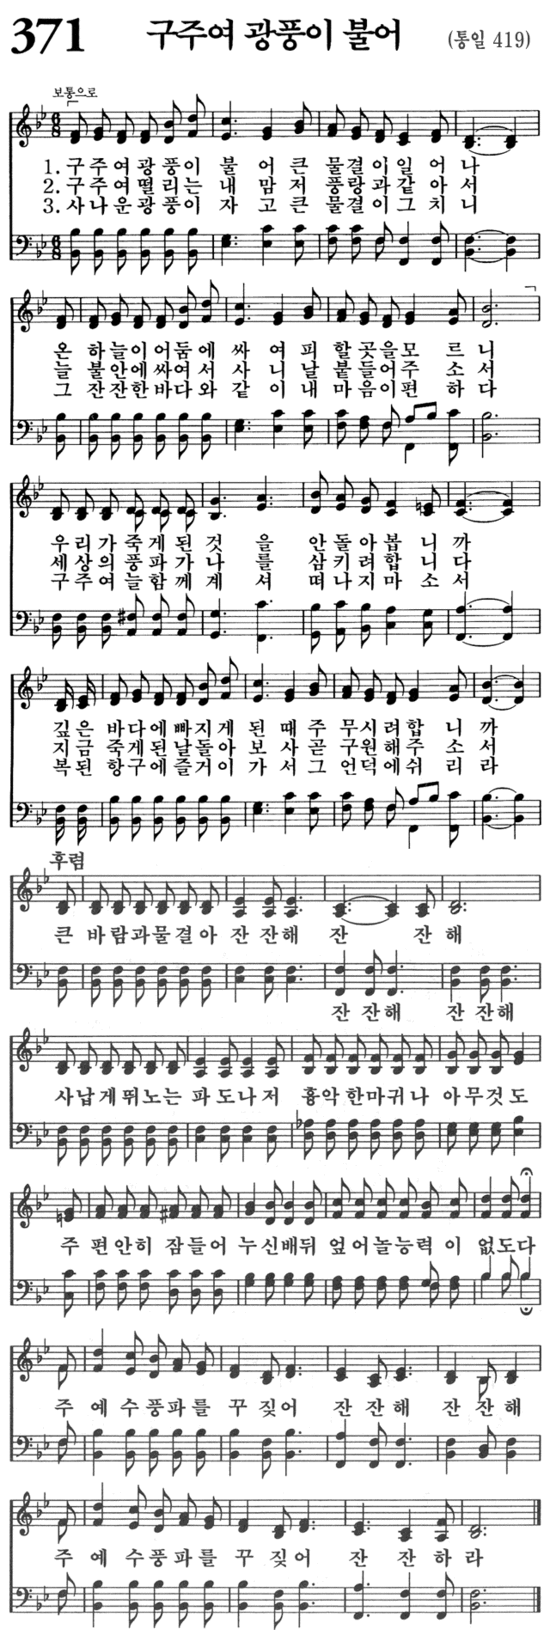 371 구주여 광풍이 불어 (통일 419)
보통으로
1. 구주여광풍이 불 어큰 물결이일 어나
2. 구주여떨리는 내 맘저 풍랑과같 아서
3. 사나운광풍이 자 고큰 물결이그 치니
온 하늘이어둠에 싸 여피 할곳을모 르니
늘 불안에싸여서 사 니날 붙들어주 소서
그 잔잔한바다와 같 이내 마음이편 하다
우리가죽게된것 을 안돌아봅 니까
세상의풍파가나 를 삼키려합 니다
구주여늘함께계 셔 떠나지마 소서
깊은 바다에빠지게 된 때주 무시려합 니까
지금 죽게된날돌아 보 사곧 구원해주 소서
복된 항구에즐거이 가 서그 언덕에쉬 리라
후렴
큰 바람과물결아 잔잔해 잔 잔해
잔 잔해 잔 잔해
사납게뛰노는 파도나저 흉악한마귀나 아무것도
주 편안히 잠들어 누신배뒤 엎어놀능력 이 없도다
주 예수풍파를 꾸짖어 잔잔해 잔 잔해
주 예 수풍파를 꾸 짖어 잔 잔하라